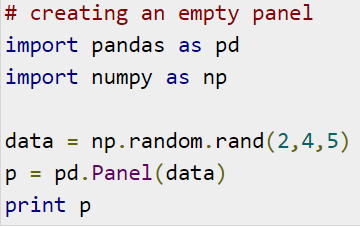 # creating an empty panel
import pandas as pd
import numpy as np

data = np.random.rand(2,4,5)
p = pd.Panel(data)
print p